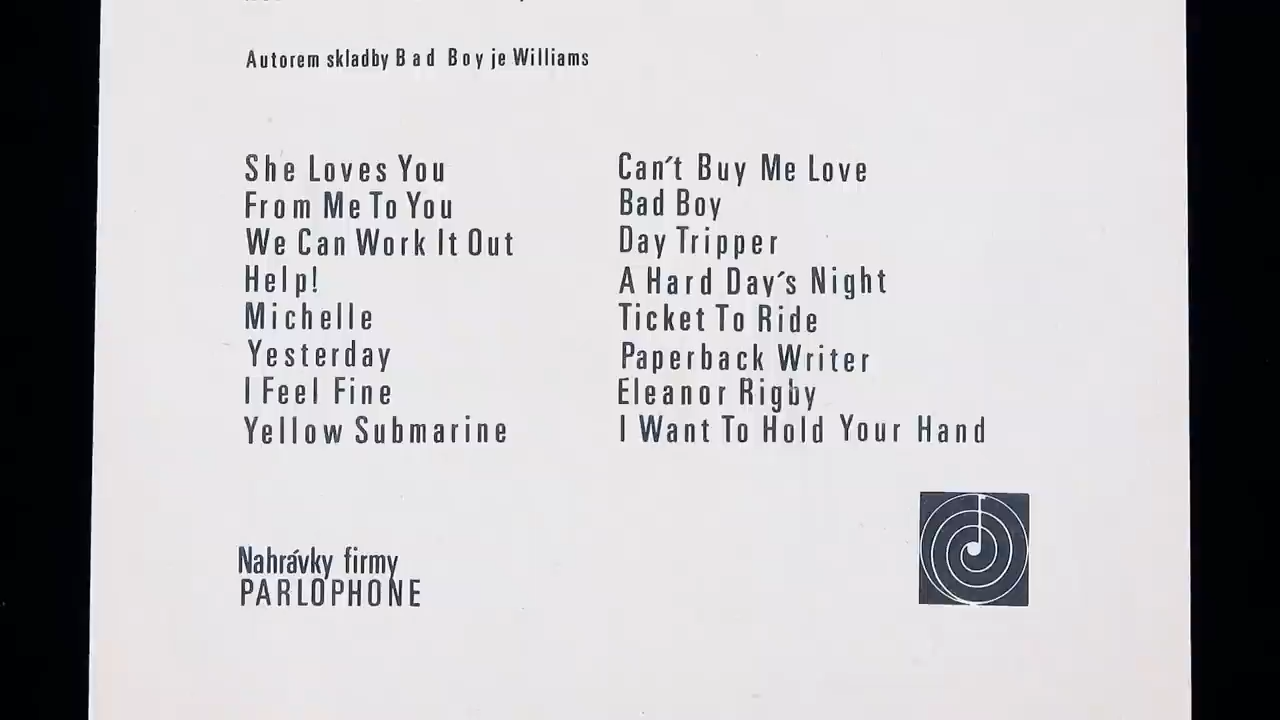 Autorem skladby Bad Boy je Williams
She Loves You
From Me To You
We Can Work It Out
Help!
Michelle
Yesterday
I Feel Fine
Yellow Submarine
Can't Buy Me Love
Bad Boy
Day Tripper
A Hard Day's Night
Ticket To Ride
Paperback Writer
Eleanor Rigby
I Want To Hold Your Hand
Nahrávky firmy
PARLOPHONE